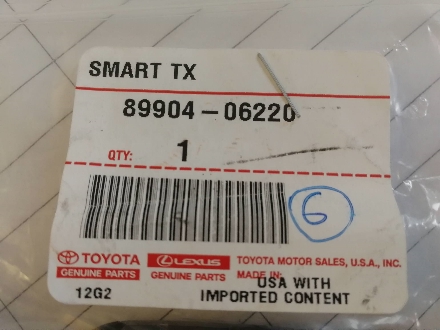 SMART TX
89904-06220
QTY: 1
6
TOYOTA LEXUS TOYOTA MOTOR SALES, U.S.A., INC.
GENUINE PARTS GENUINE PARTS MADE IN: USA WITH
12G2 IMPORTED CONTENT